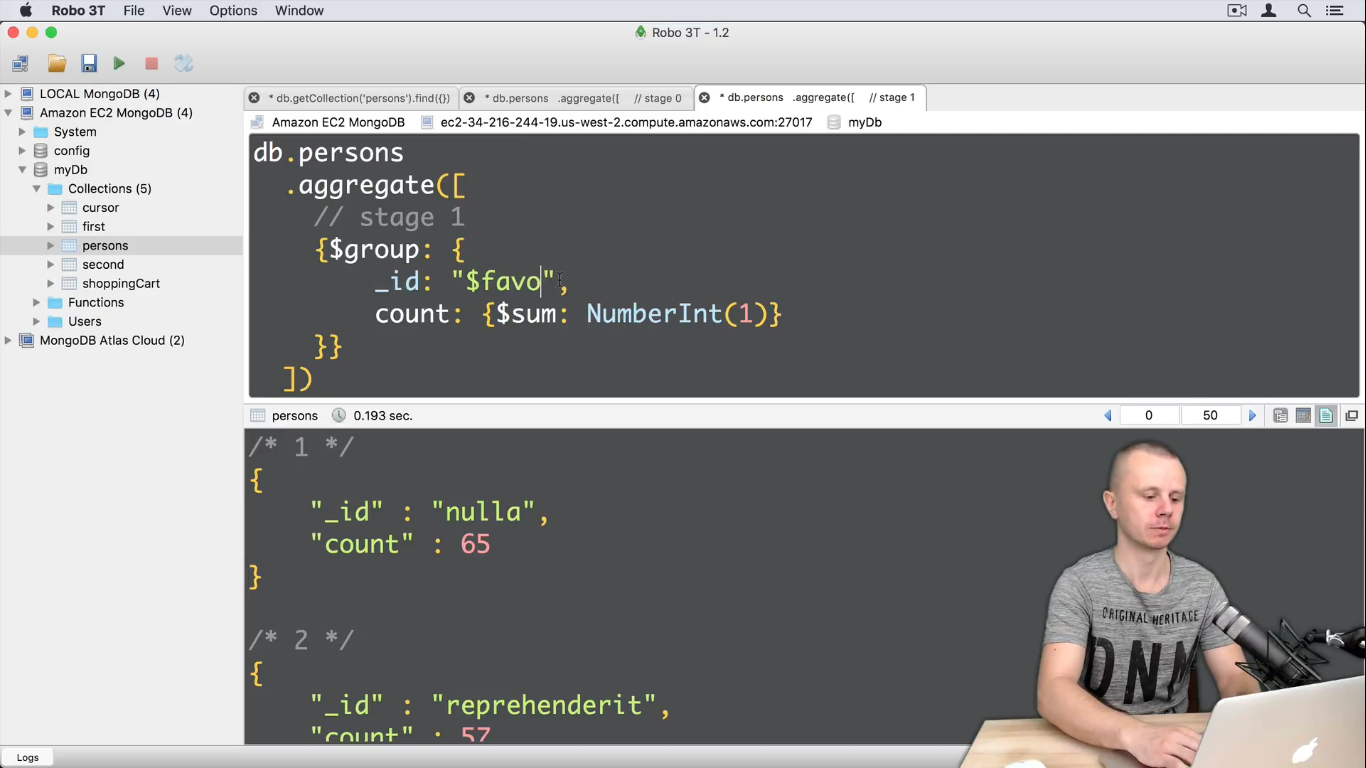 Robo 3T File View Options Window
Robo 3T - 1.2
LOCAL MongoDB (4)
* db.getCollection('persons').find({})
* db.persons .aggregate([ // stage 0
* db.persons .aggregate([ // stage 1
Amazon EC2 MongoDB (4)
Amazon EC2 MongoDB
ec2-34-216-244-19.us-west-2.compute.amazonaws.com:27017
myDb
System
config
myDb
Collections (5)
cursor
first
persons
second
shoppingCart
Functions
Users
MongoDB Atlas Cloud (2)
db.persons
.aggregate([
// stage 1
{$group: {
_id: "$favo",
count: {$sum: NumberInt(1)}
}}
])
persons
0.193 sec.
0
50
/* 1 */
{
"_id" : "nulla",
"count" : 65
}
/* 2 */
{
"_id" : "reprehenderit",
"count" : 57
ORIGINAL HERITAGE
DNM
Logs